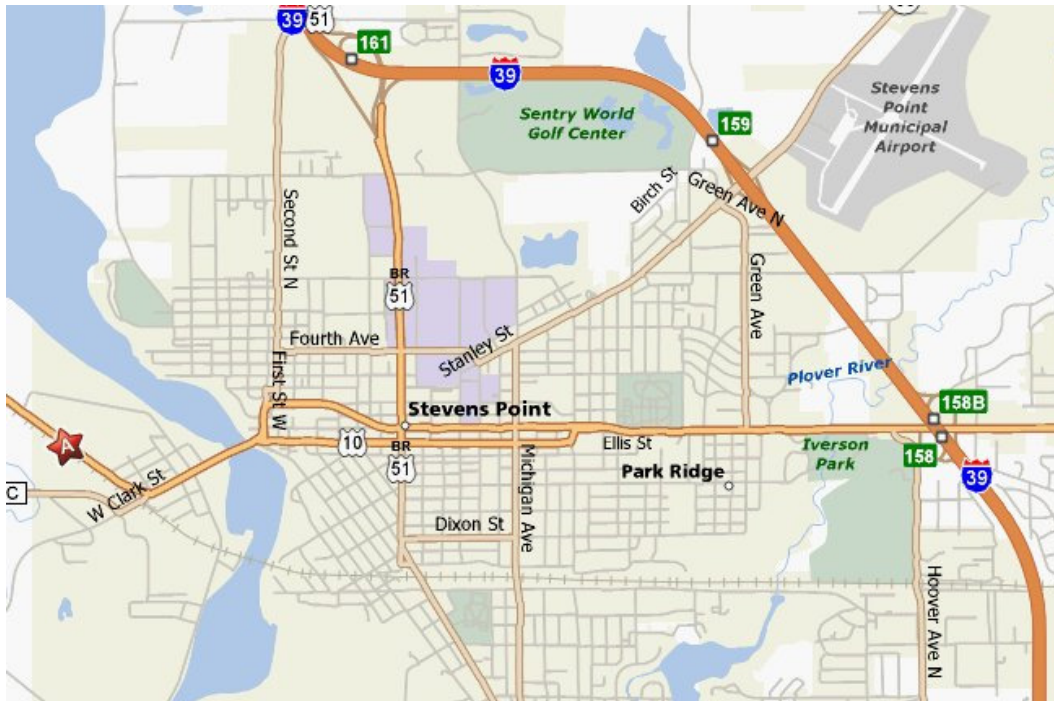 39
51
161
39
Sentry World
Golf Center
159
Stevens
Point
Municipal
Airport
Birch St
Green Ave N
Second St N
BR
51
Green Ave
Fourth Ave
Stanley St
First St W
Plover River
158B
Stevens Point
10
BR
51
Ellis St
Iverson
Park
158
39
A
Michigan Ave
Park Ridge
C
W Clark St
Dixon St
Hoover Ave N